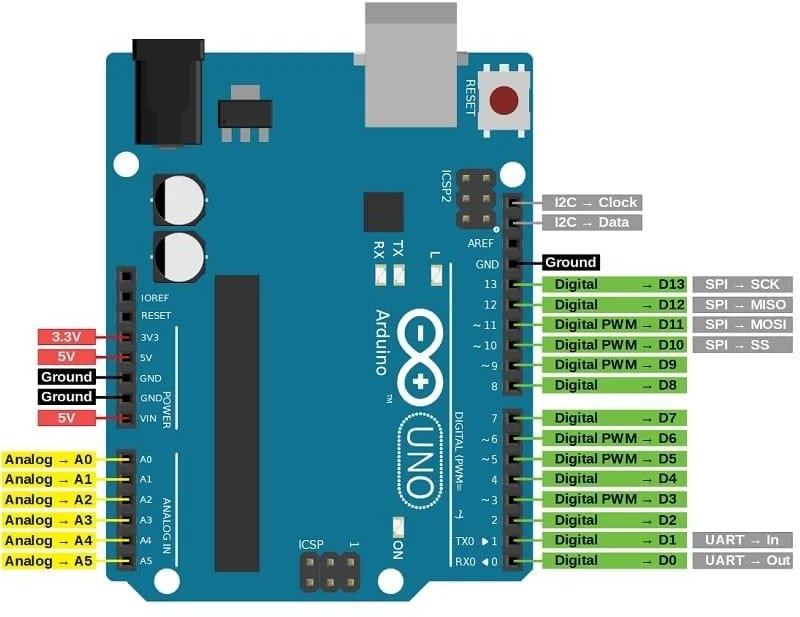 RESET
ICSP2
I2C → Clock
I2C → Data
AREF
GND Ground
RX TX L
13 Digital → D13 SPI → SCK
12 Digital → D12 SPI → MISO
~11 Digital PWM → D11 SPI → MOSI
~10 Digital PWM → D10 SPI → SS
~9 Digital PWM → D9
8 Digital → D8
IOREF
RESET
3.3V 3V3
5V 5V
Ground GND
Ground GND
5V VIN
POWER
Arduino
TM
UNO
DIGITAL (PWM=
~)
7 Digital → D7
~6 Digital PWM → D6
~5 Digital PWM → D5
4 Digital → D4
~3 Digital PWM → D3
2 Digital → D2
TX0 ▶ 1 Digital → D1 UART → In
RX0 ◀ 0 Digital → D0 UART → Out
Analog → A0 A0
Analog → A1 A1
Analog → A2 A2
Analog → A3 A3
Analog → A4 A4
Analog → A5 A5
ANALOG IN
ICSP 1
ON